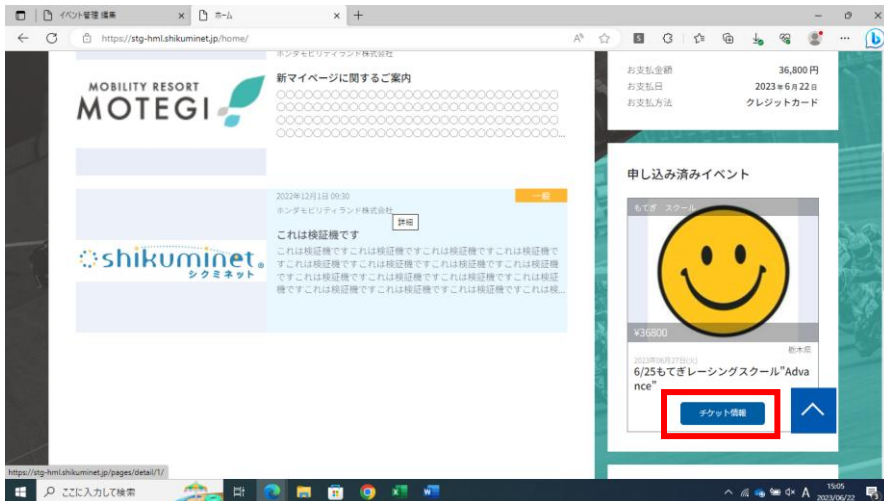 イベント管理 編集
ホーム
https://stg-hml.shikuminet.jp/home/
ホンダモビリティランド株式会社
新マイページに関するご案内
○○○○○○○○○○○○○○○○○○○○○○○○○○○○
○○○○○○○○○○○○○○○○○○○○○○○○○○○○
○○○○○○○○○○○○○○○○○○○○○○○○○○○○
○○○○○○○○○○○○○○○○○○○○○○○○○○○○...
MOBILITY RESORT
MOTEGI
2022年12月1日 09:30
一般
ホンダモビリティランド株式会社
詳細
これは検証機です
これは検証機ですこれは検証機ですこれは検証機ですこれは検証機で
すこれは検証機ですこれは検証機ですこれは検証機ですこれは検証機
ですこれは検証機ですこれは検証機ですこれは検証機ですこれは検証
機ですこれは検証機ですこれは検証機ですこれは検証機ですこれは検...
shikuminet
シクミネット
お支払金額 36,800 円
お支払日 2023年6月22日
お支払方法 クレジットカード
申し込み済みイベント
もてぎ スクール
¥36800
栃木県
2023年06月27日(火)
6/25もてぎレーシングスクール"Adva
nce"
チケット情報
https://stg-hml.shikuminet.jp/pages/detail/1/
ここに入力して検索
A
15:05
2023/06/22